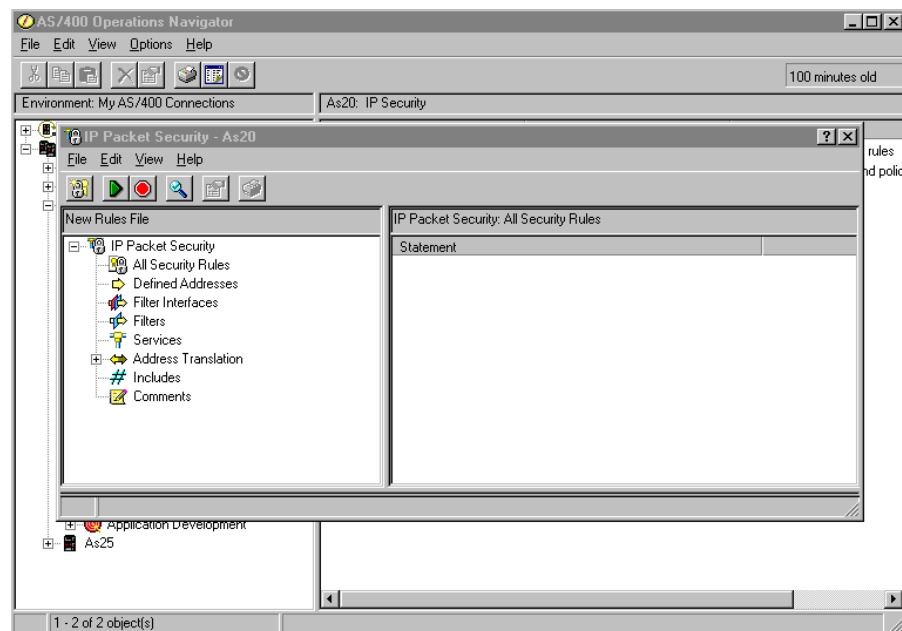 AS/400 Operations Navigator
File Edit View Options Help
100 minutes old
Environment: My AS/400 Connections
As20: IP Security
IP Packet Security - As20
File Edit View Help
New Rules File
IP Packet Security: All Security Rules
IP Packet Security
All Security Rules
Defined Addresses
Filter Interfaces
Filters
Services
Address Translation
Includes
Comments
Statement
rules
nd polic
Application Development
As25
1 - 2 of 2 object(s)